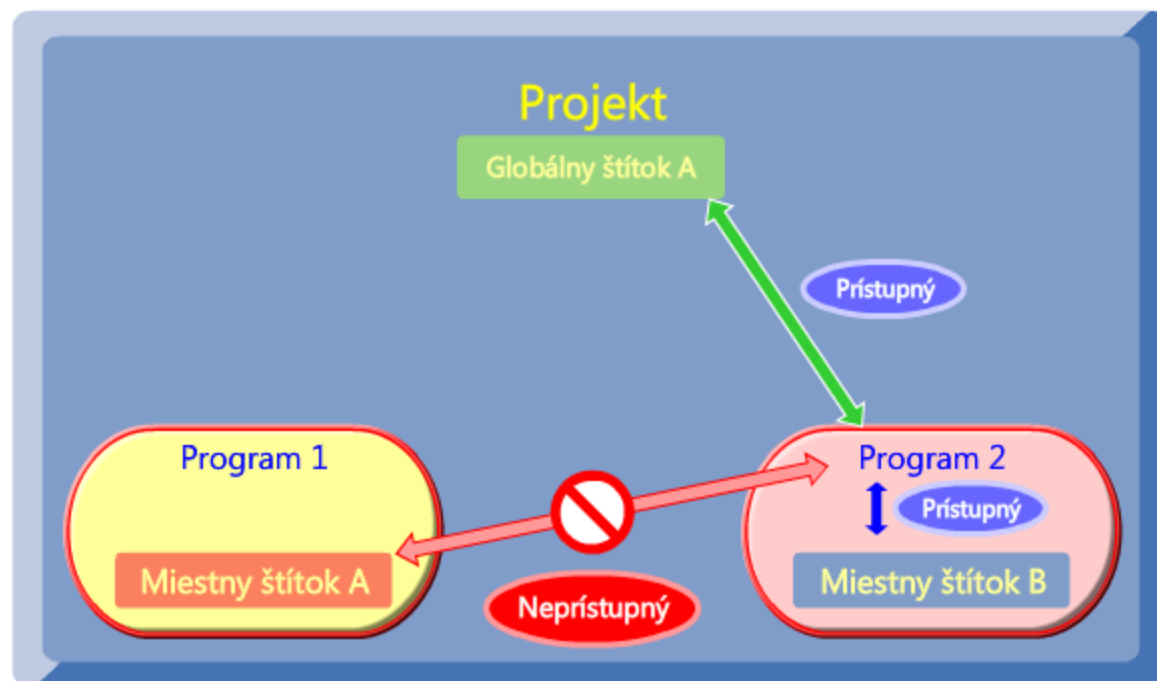 Projekt
Globálny štítok A
Prístupný
Program 1
Program 2
Prístupný
Miestny štítok A
Neprístupný
Miestny štítok B